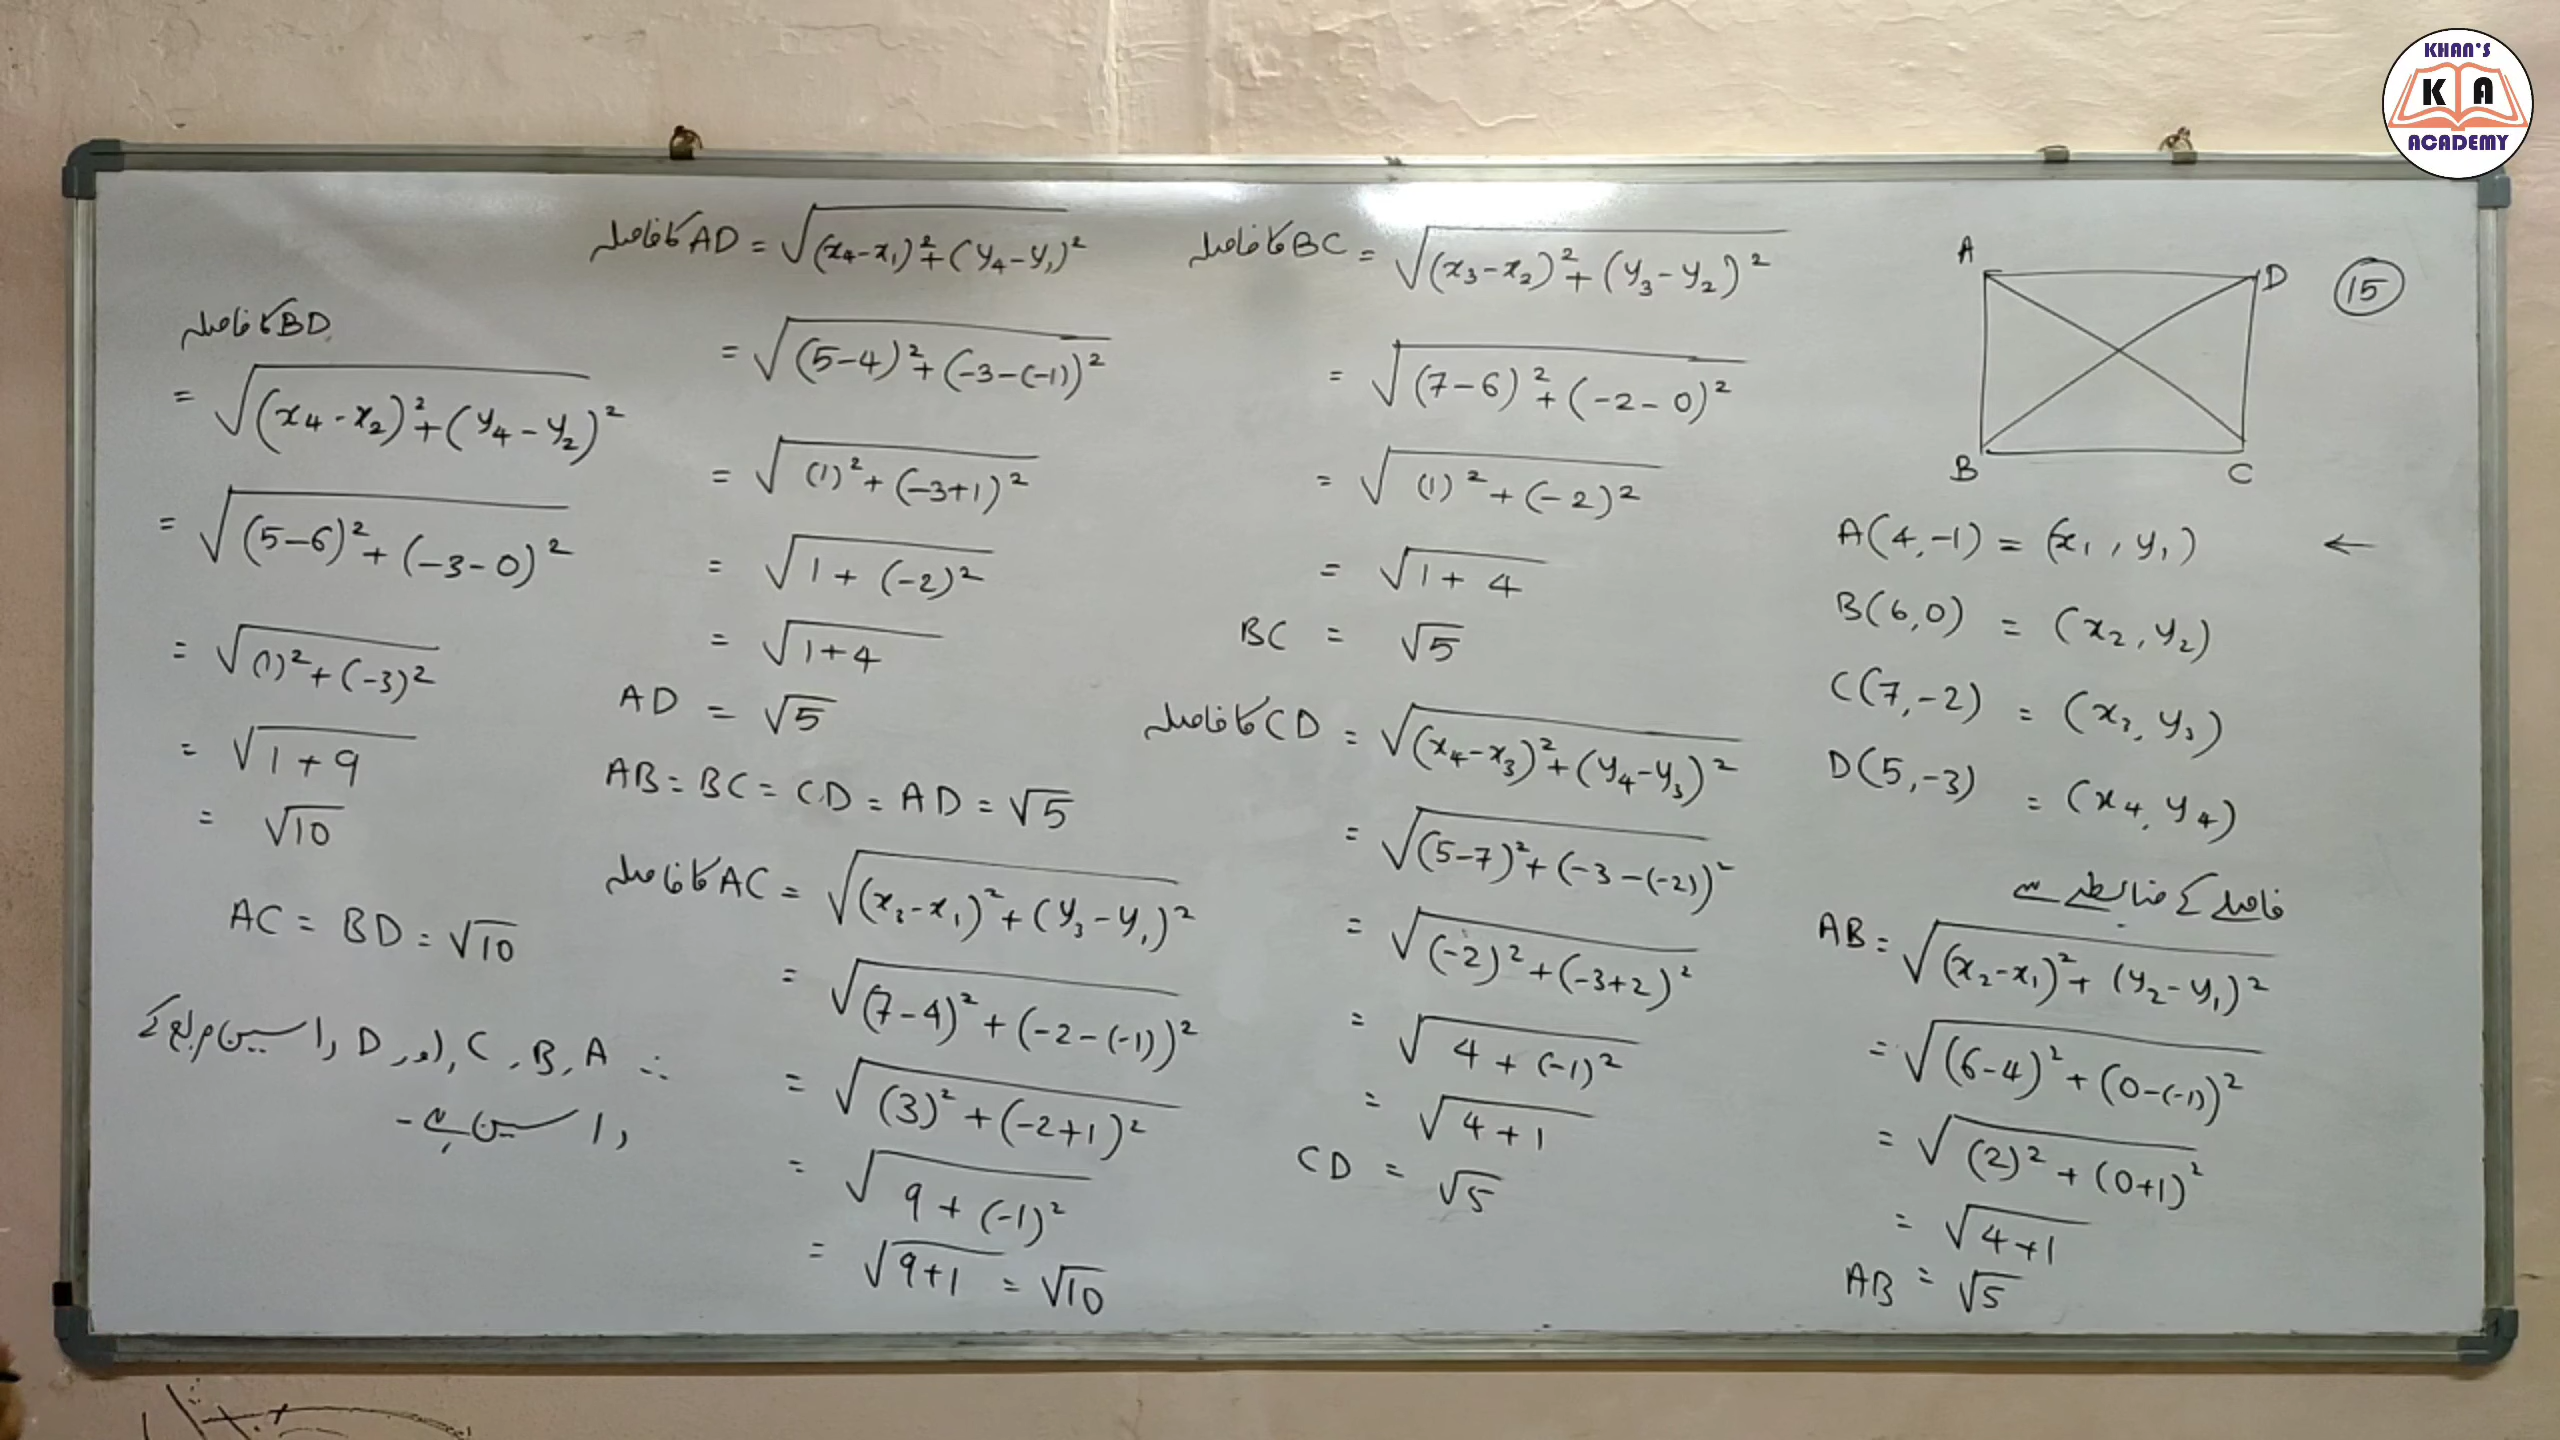 KHAN'S
K A
ACADEMY
15
A
D
B
C
A(4,-1) = (x₁, y₁) ←
B(6,0) = (x₂, y₂)
C(7,-2) = (x₃, y₃)
D(5,-3) = (x₄, y₄)
فاصلے کے ضابطے سے
AB = √((x₂-x₁)² + (y₂-y₁)²)
= √((6-4)² + (0-(-1))²)
= √((2)² + (0+1)²)
= √(4+1)
AB = √5
BC کا فاصلہ = √((x₃-x₂)² + (y₃-y₂)²)
= √((7-6)² + (-2-0)²)
= √((1)² + (-2)²)
= √(1+4)
BC = √5
CD کا فاصلہ = √((x₄-x₃)² + (y₄-y₃)²)
= √((5-7)² + (-3-(-2))²)
= √((-2)² + (-3+2)²)
= √(4 + (-1)²)
= √(4+1)
CD = √5
AD کا فاصلہ = √((x₄-x₁)² + (y₄-y₁)²)
= √((5-4)² + (-3-(-1))²)
= √((1)² + (-3+1)²)
= √(1 + (-2)²)
= √(1+4)
AD = √5
AB = BC = CD = AD = √5
AC کا فاصلہ = √((x₃-x₁)² + (y₃-y₁)²)
= √((7-4)² + (-2-(-1))²)
= √((3)² + (-2+1)²)
= √(9 + (-1)²)
= √(9+1) = √10
BD کا فاصلہ
= √((x₄-x₂)² + (y₄-y₂)²)
= √((5-6)² + (-3-0)²)
= √((1)² + (-3)²)
= √(1+9)
= √10
AC = BD = √10
∴ A، B، C، اور D راسین مربع کے
راسین ہے۔